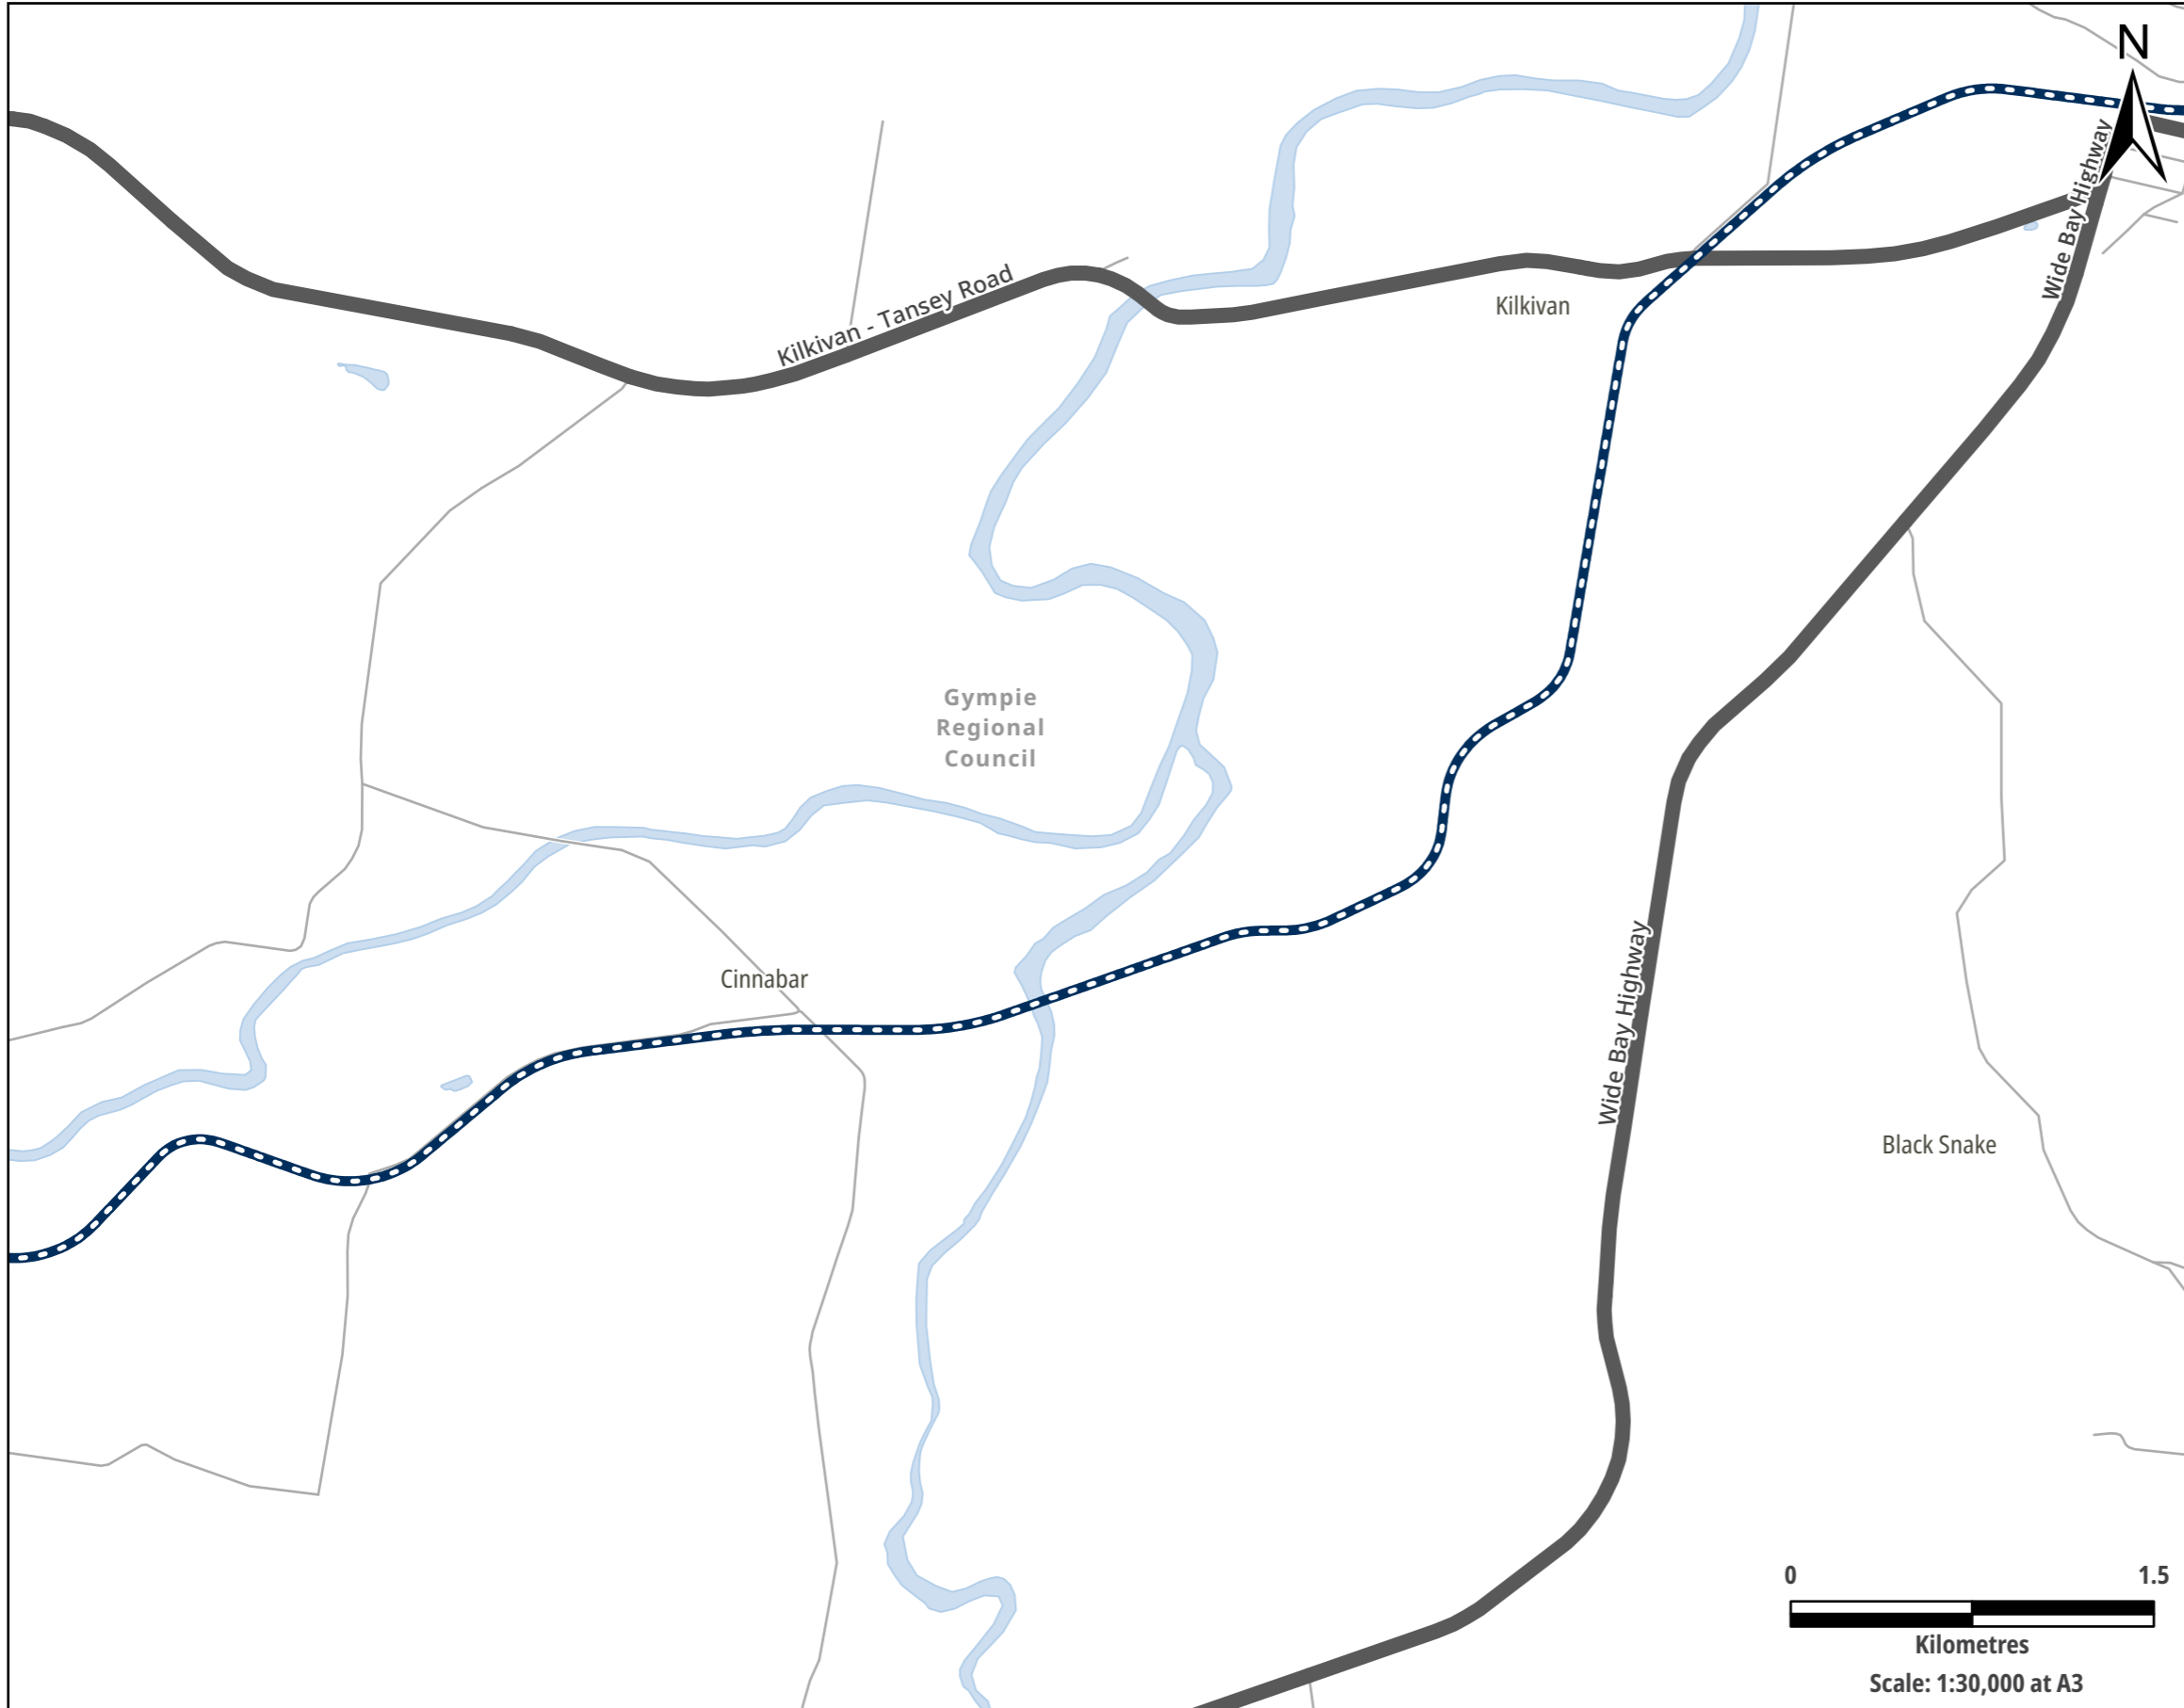 N
Wide Bay Highway
Kilkivan - Tansey Road
Kilkivan
Gympie
Regional
Council
Cinnabar
Wide Bay Highway
Black Snake
0 1.5
Kilometres
Scale: 1:30,000 at A3